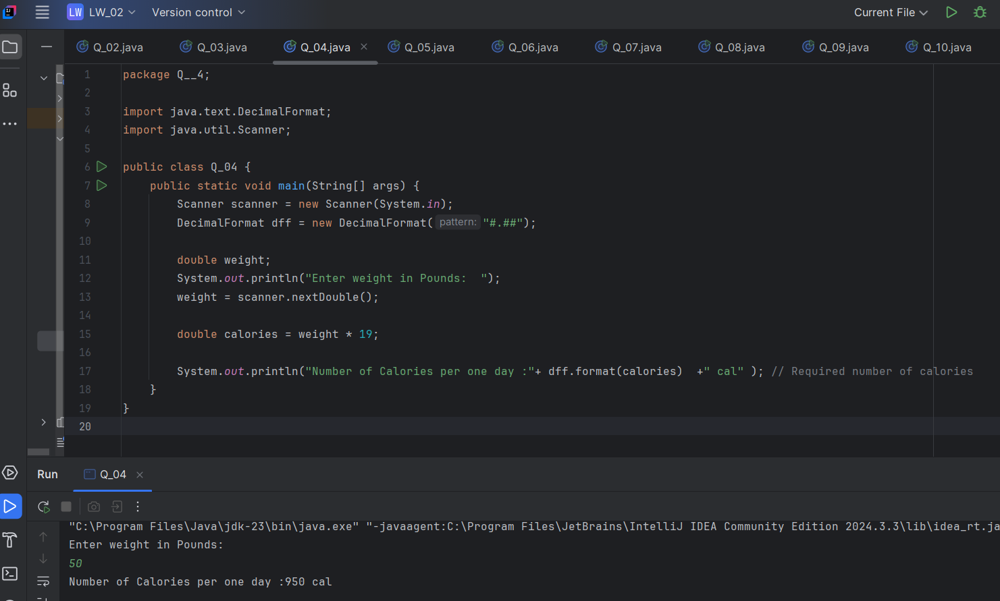 LW LW_02 Version control Current File
Q_02.java Q_03.java Q_04.java Q_05.java Q_06.java Q_07.java Q_08.java Q_09.java Q_10.java
1 package Q__4;
2
3 import java.text.DecimalFormat;
4 import java.util.Scanner;
5
6 public class Q_04 {
7 public static void main(String[] args) {
8 Scanner scanner = new Scanner(System.in);
9 DecimalFormat dff = new DecimalFormat( pattern: "#.##");
10
11 double weight;
12 System.out.println("Enter weight in Pounds:  ");
13 weight = scanner.nextDouble();
14
15 double calories = weight * 19;
16
17 System.out.println("Number of Calories per one day :"+ dff.format(calories)  +" cal" ); // Required number of calories
18 }
19 }
20
Run Q_04
"C:\Program Files\Java\jdk-23\bin\java.exe" "-javaagent:C:\Program Files\JetBrains\IntelliJ IDEA Community Edition 2024.3.3\lib\idea_rt.ja
Enter weight in Pounds:
50
Number of Calories per one day :950 cal